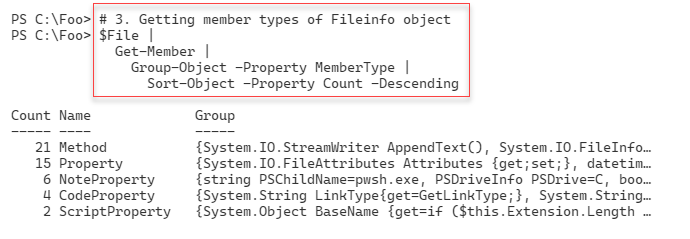 PS C:\Foo> # 3. Getting member types of Fileinfo object
PS C:\Foo> $File |
Get-Member |
Group-Object -Property MemberType |
Sort-Object -Property Count -Descending
Count Name Group
----- ---- -----
21 Method {System.IO.StreamWriter AppendText(), System.IO.FileInfo…
15 Property {System.IO.FileAttributes Attributes {get;set;}, datetim…
6 NoteProperty {string PSChildName=pwsh.exe, PSDriveInfo PSDrive=C, boo…
4 CodeProperty {System.String LinkType{get=GetLinkType;}, System.String…
2 ScriptProperty {System.Object BaseName {get=if ($this.Extension.Length …